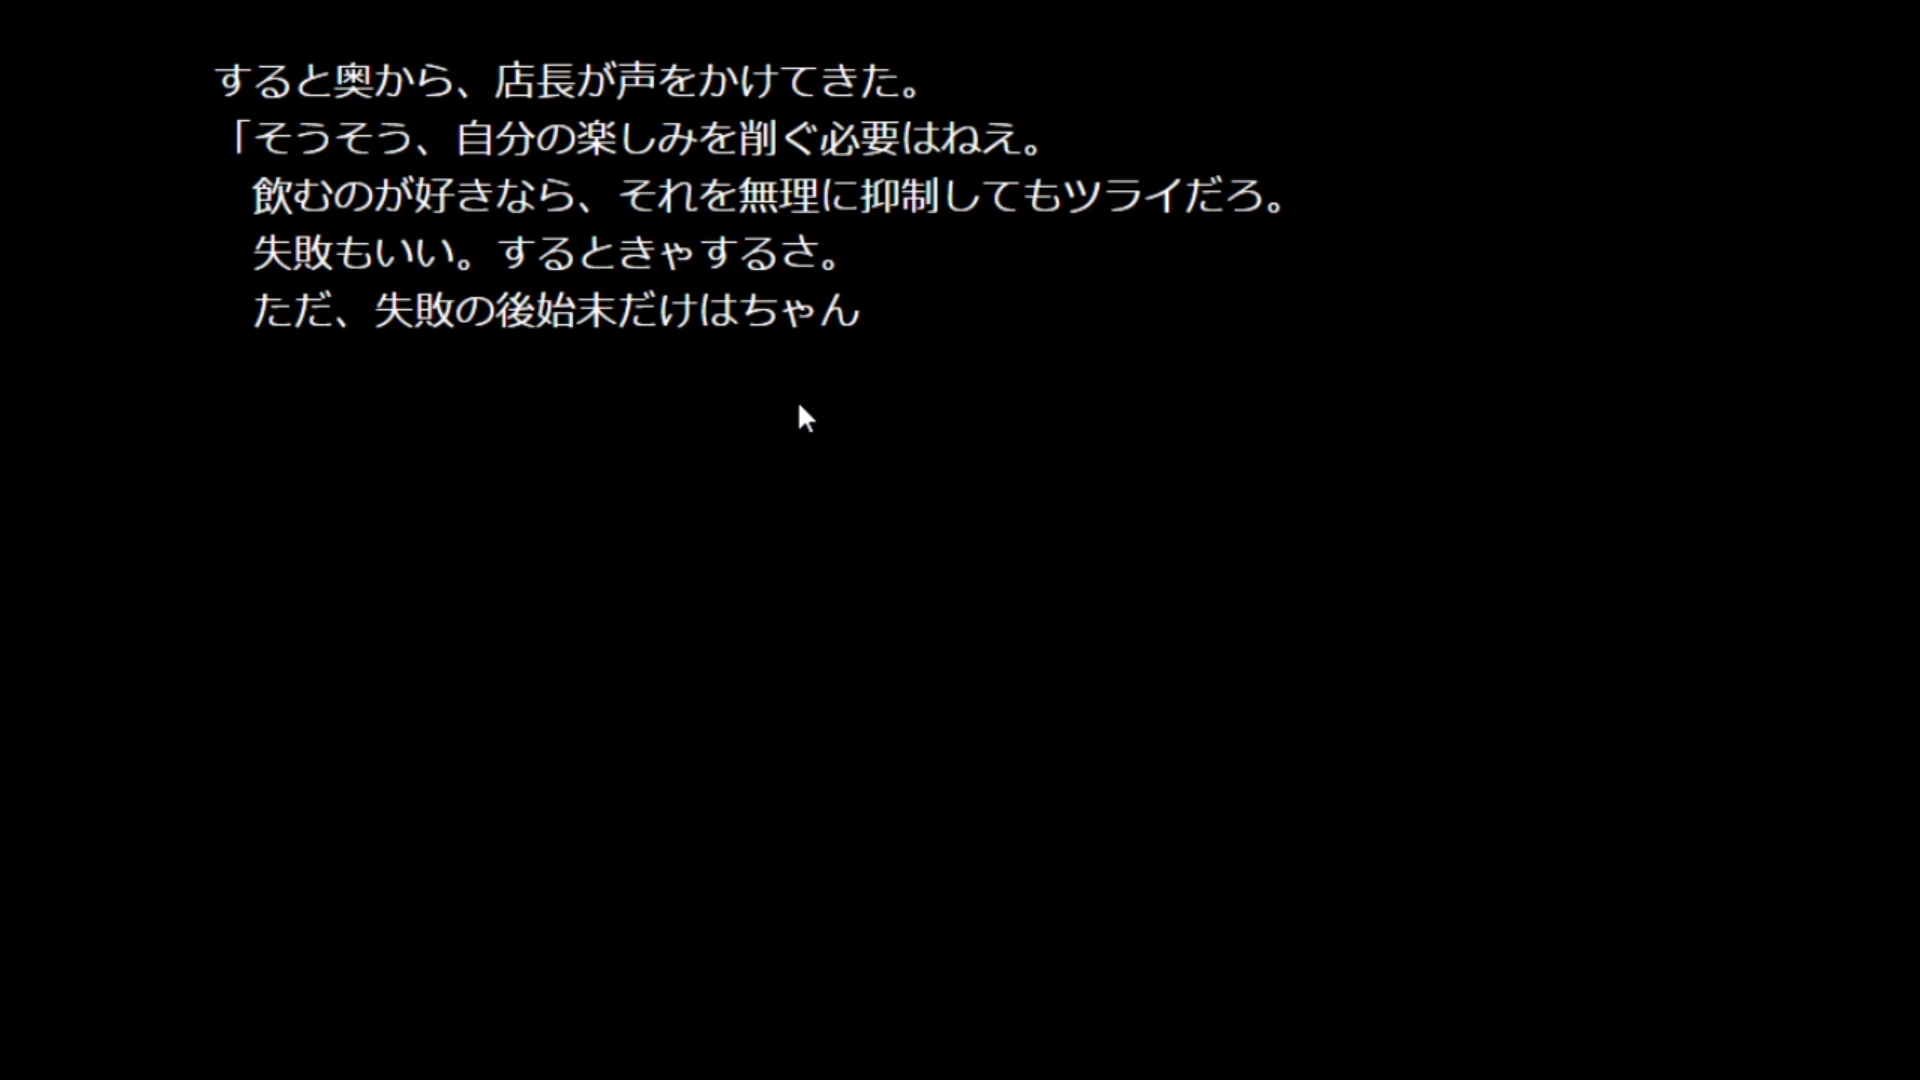 すると奥から、店長が声をかけてきた。
「そうそう、自分の楽しみを削ぐ必要はねえ。
飲むのが好きなら、それを無理に抑制してもツライだろ。
失敗もいい。するときゃするさ。
ただ、失敗の後始末だけはちゃん